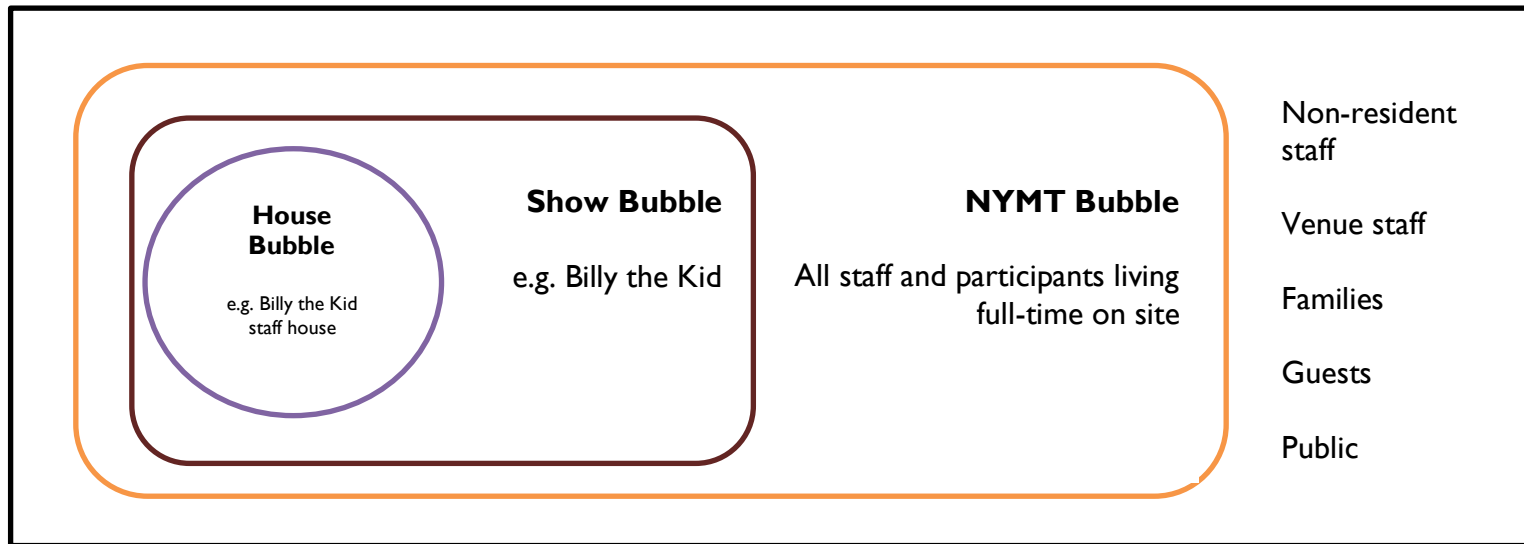 House
Bubble
e.g. Billy the Kid
staff house
Show Bubble
e.g. Billy the Kid
NYMT Bubble
All staff and participants living
full-time on site
Non-resident
staff
Venue staff
Families
Guests
Public